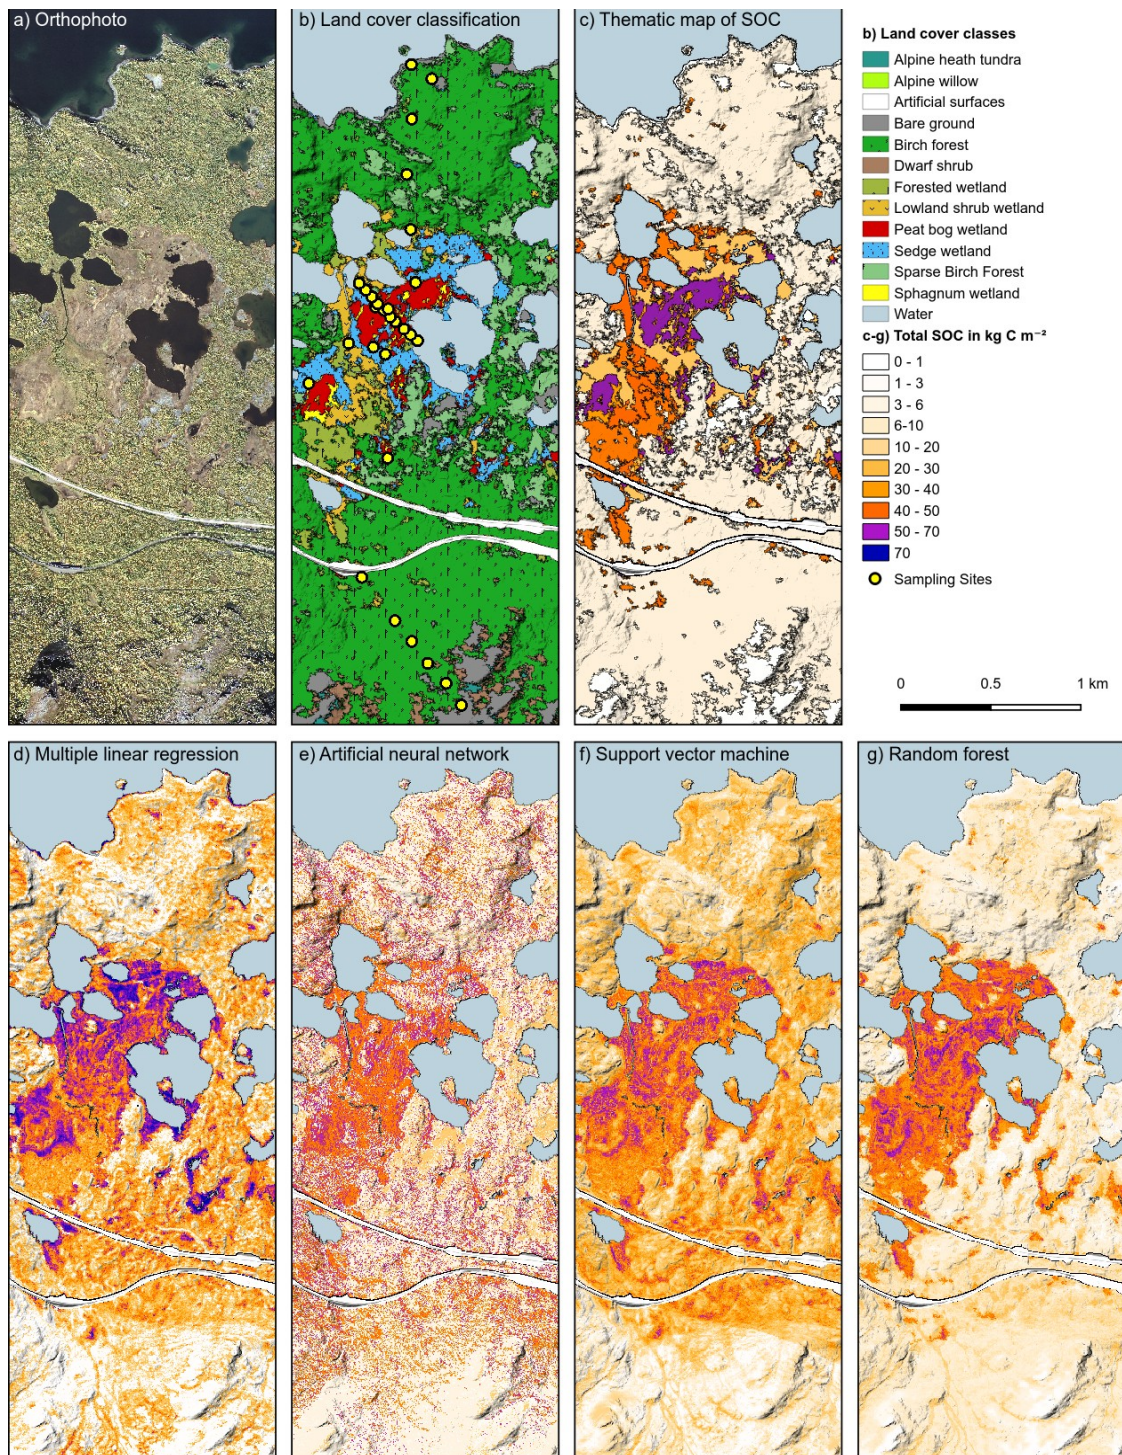 a) Orthophoto
b) Land cover classification
c) Thematic map of SOC
b) Land cover classes
Alpine heath tundra
Alpine willow
Artificial surfaces
Bare ground
Birch forest
Dwarf shrub
Forested wetland
Lowland shrub wetland
Peat bog wetland
Sedge wetland
Sparse Birch Forest
Sphagnum wetland
Water
c-g) Total SOC in kg C m⁻²
0 - 1
1 - 3
3 - 6
6-10
10 - 20
20 - 30
30 - 40
40 - 50
50 - 70
70
Sampling Sites
0 0.5 1 km
d) Multiple linear regression
e) Artificial neural network
f) Support vector machine
g) Random forest